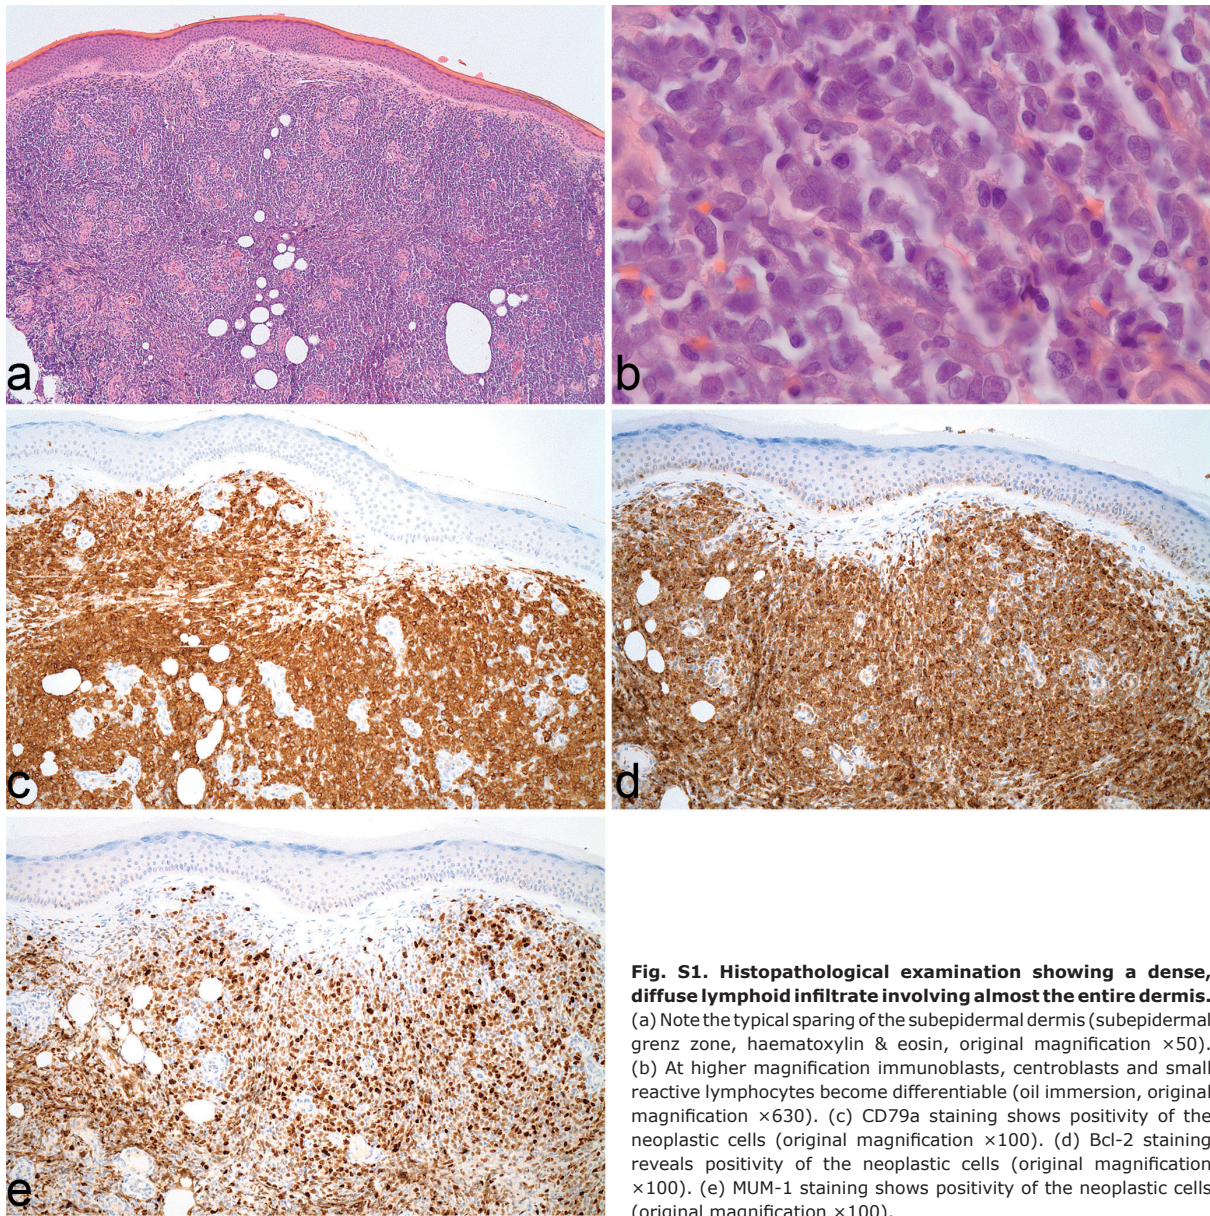 a
b
c
d
e
Fig. S1. Histopathological examination showing a dense,
diffuse lymphoid infiltrate involving almost the entire dermis.
(a) Note the typical sparing of the subepidermal dermis (subepidermal
grenz zone, haematoxylin & eosin, original magnification ×50).
(b) At higher magnification immunoblasts, centroblasts and small
reactive lymphocytes become differentiable (oil immersion, original
magnification ×630). (c) CD79a staining shows positivity of the
neoplastic cells (original magnification ×100). (d) Bcl-2 staining
reveals positivity of the neoplastic cells (original magnification
×100). (e) MUM-1 staining shows positivity of the neoplastic cells
(original magnification ×100).